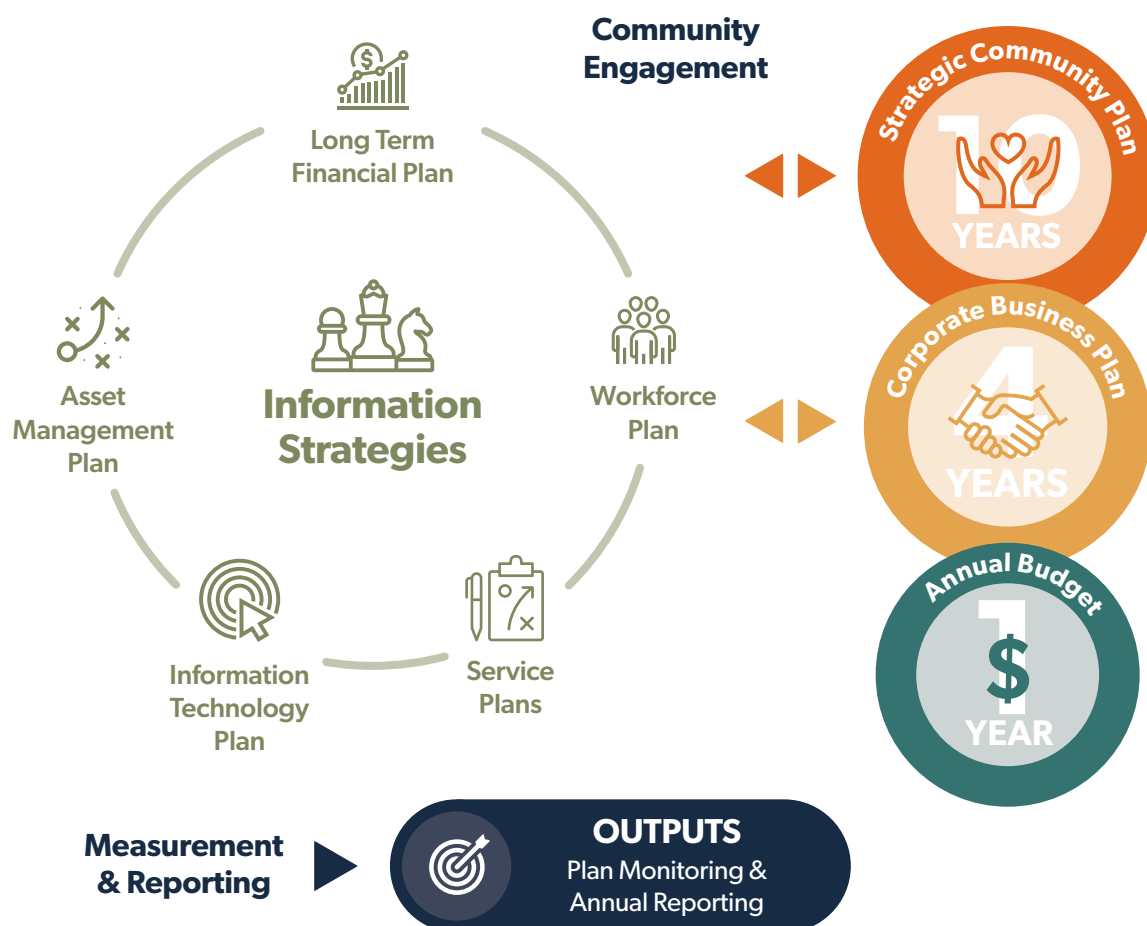 Community
Engagement
Strategic Community Plan
10
YEARS
$
Long Term
Financial Plan
Asset
Management
Plan
Information
Strategies
Workforce
Plan
Corporate Business Plan
4
YEARS
Information
Technology
Plan
Service
Plans
Annual Budget
1
$
YEAR
Measurement
& Reporting
OUTPUTS
Plan Monitoring &
Annual Reporting